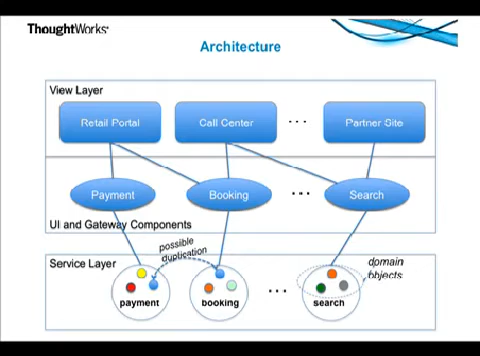 ThoughtWorks®
Architecture
View Layer
Retail Portal
Call Center
...
Partner Site
Payment
Booking
...
Search
UI and Gateway Components
possible
duplication
Service Layer
domain
objects
payment
booking
...
search